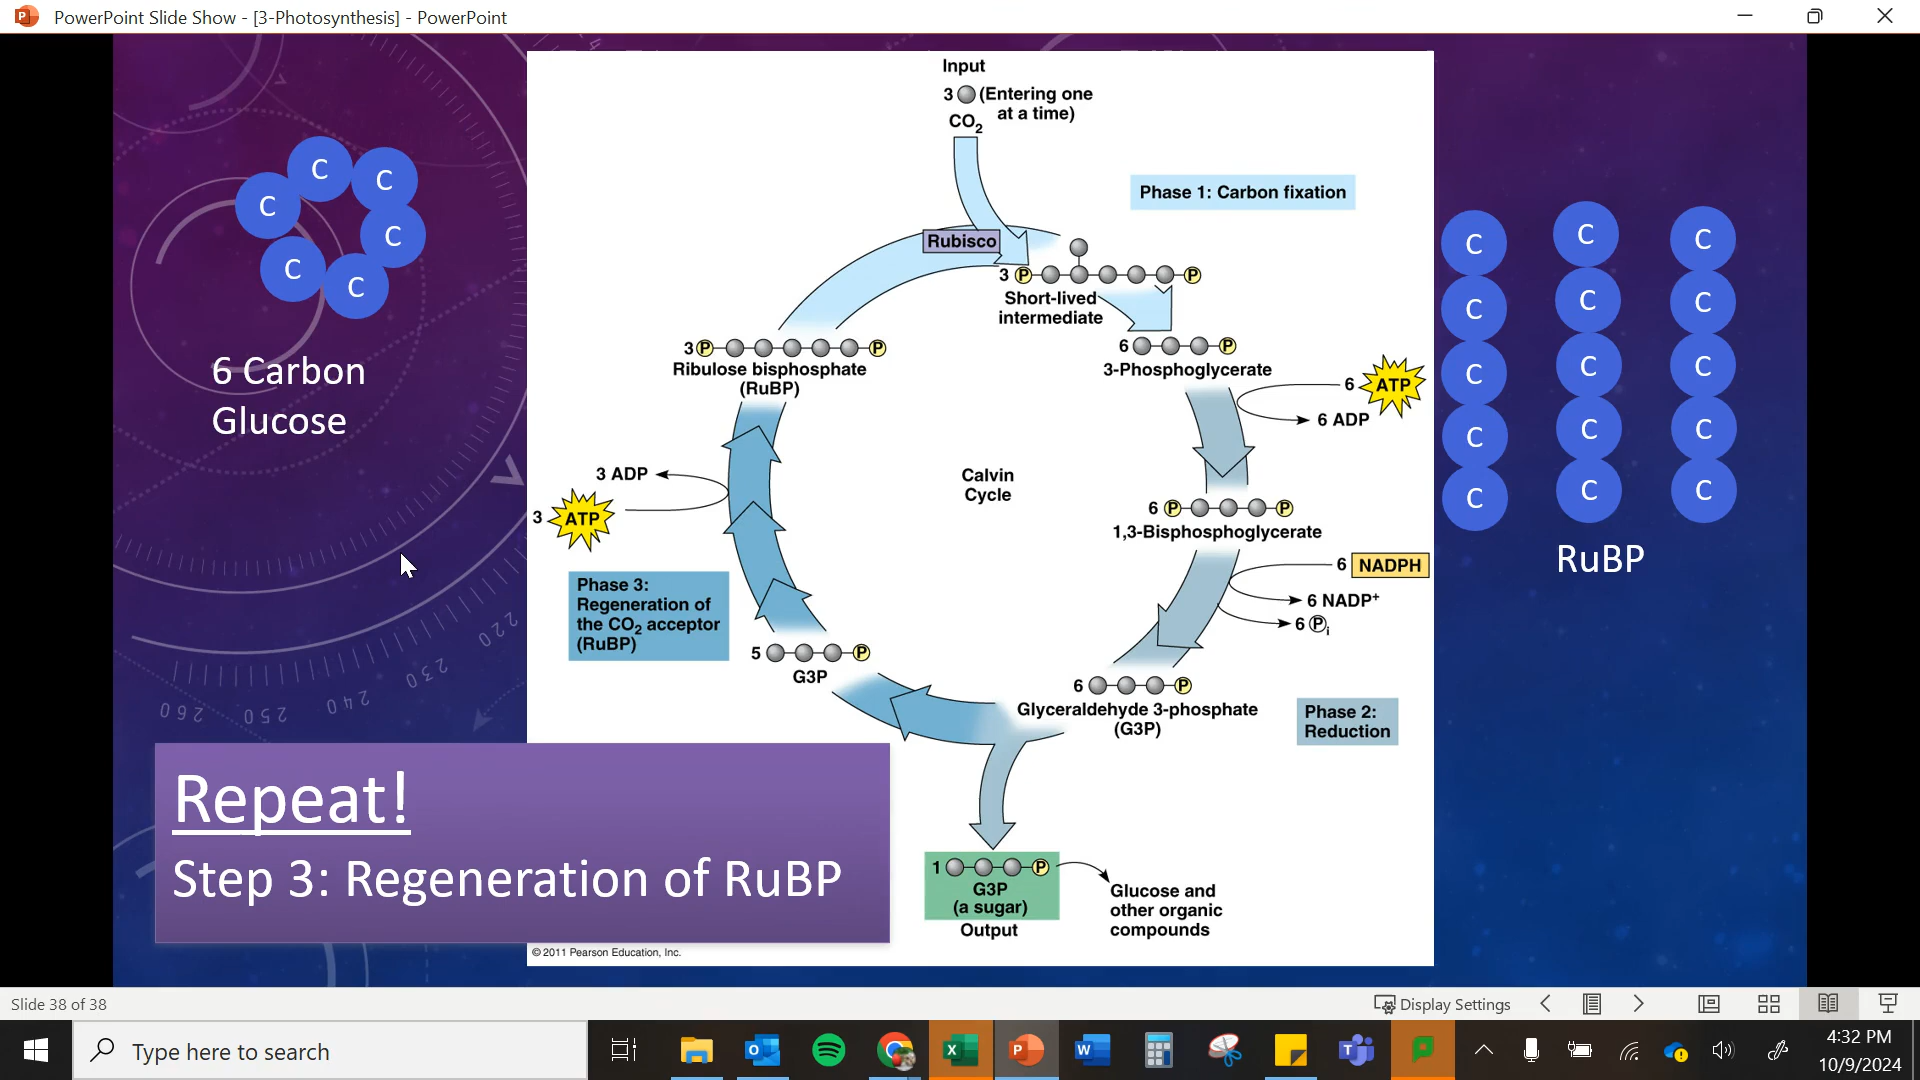 PowerPoint Slide Show - [3-Photosynthesis] - PowerPoint
Input
3 (Entering one
at a time)
CO2
Phase 1: Carbon fixation
Rubisco
3 P P
Short-lived
intermediate
3 P P
Ribulose bisphosphate
(RuBP)
6 P
3-Phosphoglycerate
6 ATP
6 ADP
Calvin
Cycle
3 ADP
3 ATP
6 P P
1,3-Bisphosphoglycerate
6 NADPH
6 NADP+
6 Pi
Phase 3:
Regeneration of
the CO2 acceptor
(RuBP)
5 P
G3P
6 P
Glyceraldehyde 3-phosphate
(G3P)
Phase 2:
Reduction
1 P
G3P
(a sugar)
Output
Glucose and
other organic
compounds
© 2011 Pearson Education, Inc.
C C
C C
C C
6 Carbon
Glucose
C C C
C C C
C C C
C C C
C C C
RuBP
260 250 240 230 220
Repeat!
Step 3: Regeneration of RuBP
Slide 38 of 38
Display Settings
Type here to search
4:32 PM
10/9/2024